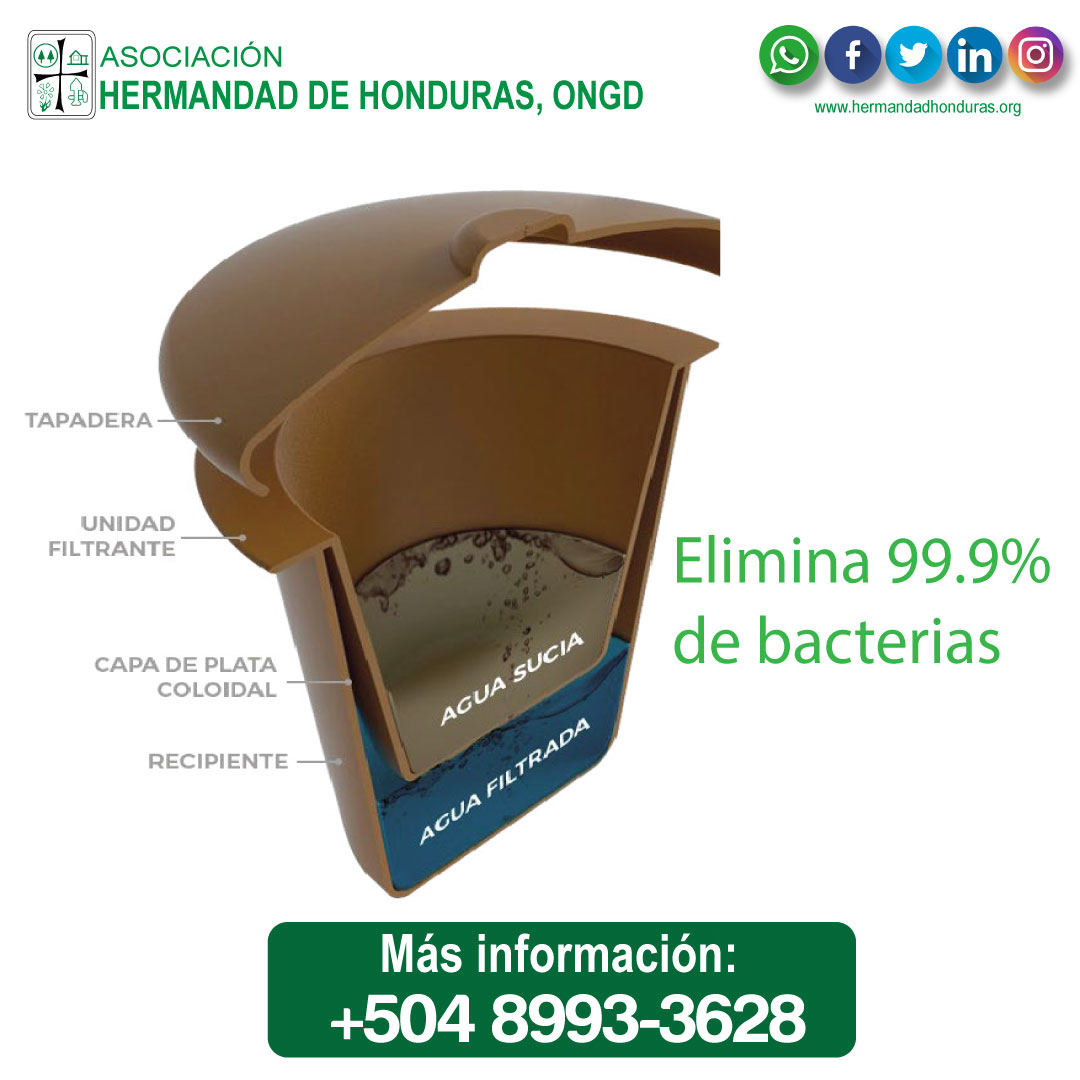 ASOCIACIÓN
HERMANDAD DE HONDURAS, ONGD
www.hermandadhonduras.org
TAPADERA
UNIDAD
FILTRANTE
CAPA DE PLATA
COLOIDAL
RECIPIENTE
AGUA SUCIA
AGUA FILTRADA
Elimina 99.9%
de bacterias
Más información:
+504 8993-3628